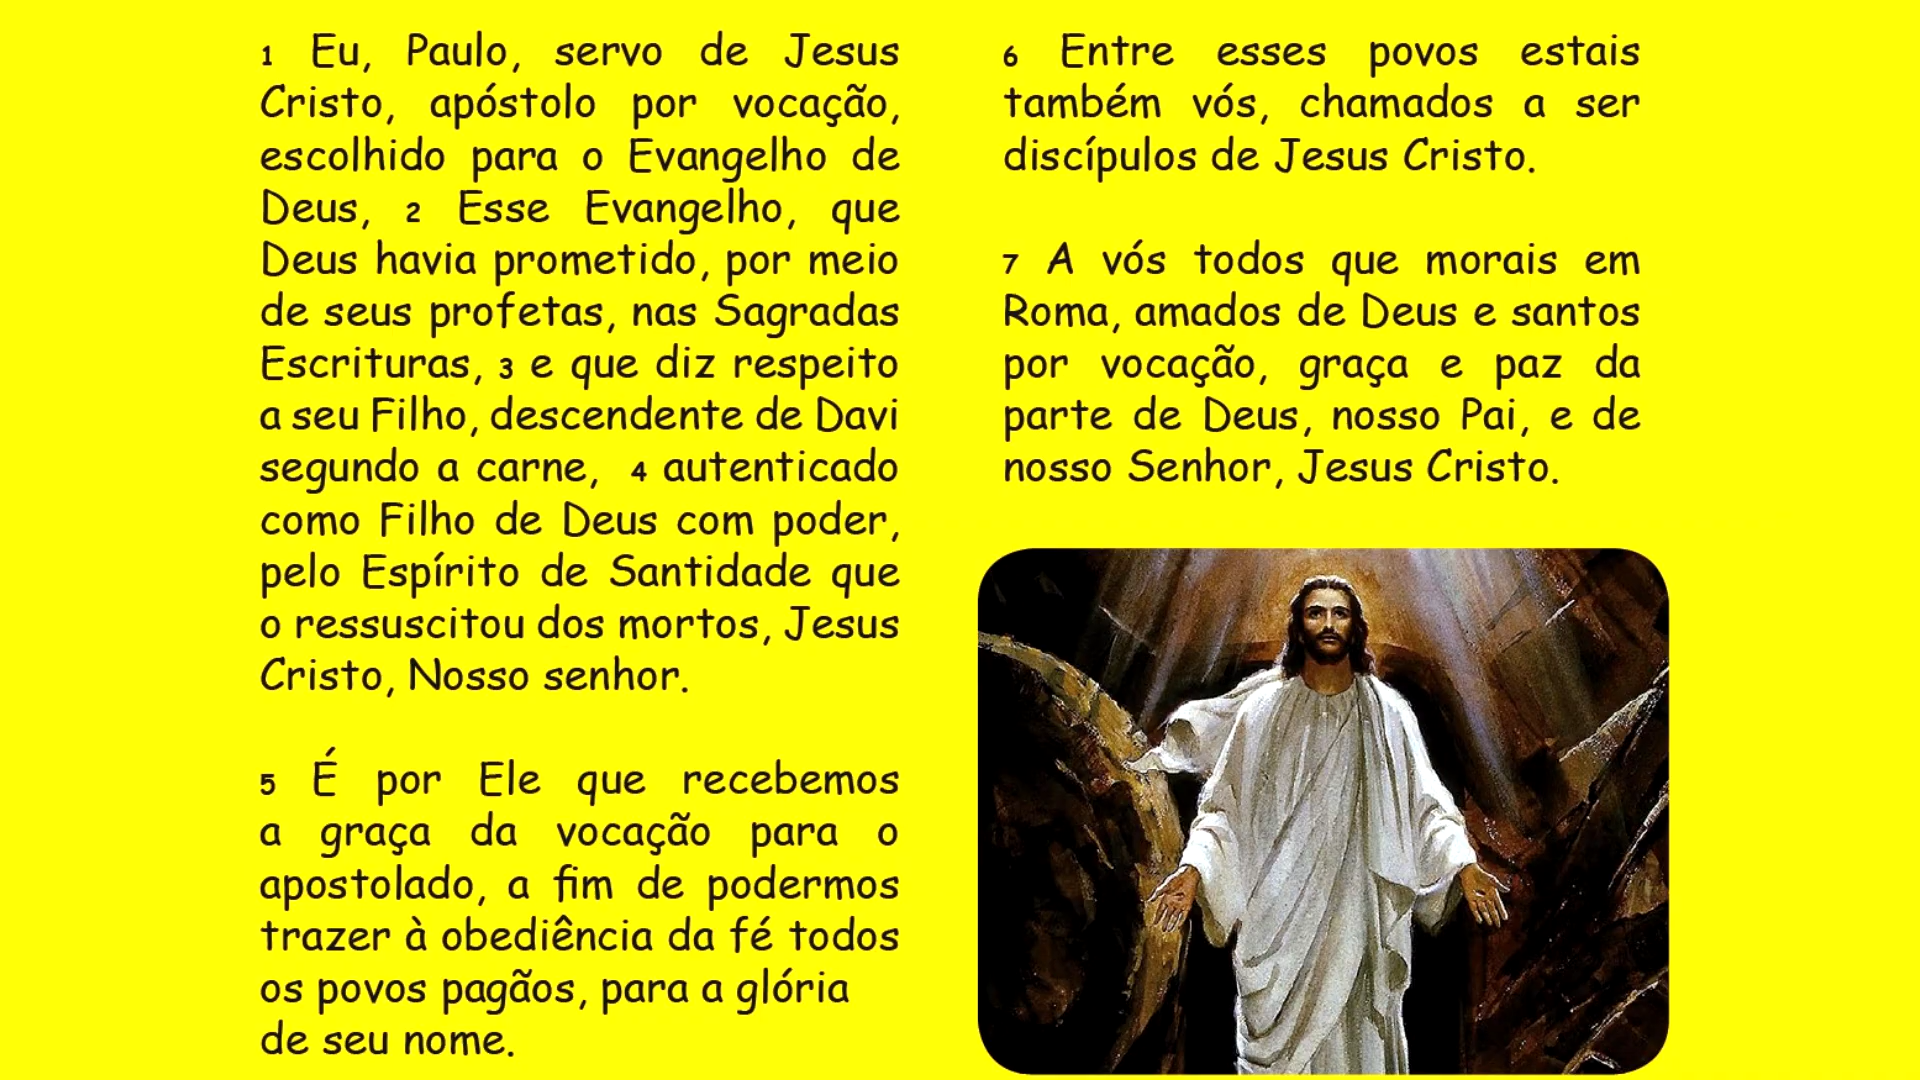 1 Eu, Paulo, servo de Jesus
Cristo, apóstolo por vocação,
escolhido para o Evangelho de
Deus, 2 Esse Evangelho, que
Deus havia prometido, por meio
de seus profetas, nas Sagradas
Escrituras, 3 e que diz respeito
a seu Filho, descendente de Davi
segundo a carne, 4 autenticado
como Filho de Deus com poder,
pelo Espírito de Santidade que
o ressuscitou dos mortos, Jesus
Cristo, Nosso senhor.
5 É por Ele que recebemos
a graça da vocação para o
apostolado, a fim de podermos
trazer à obediência da fé todos
os povos pagãos, para a glória
de seu nome.
6 Entre esses povos estais
também vós, chamados a ser
discípulos de Jesus Cristo.
7 A vós todos que morais em
Roma, amados de Deus e santos
por vocação, graça e paz da
parte de Deus, nosso Pai, e de
nosso Senhor, Jesus Cristo.